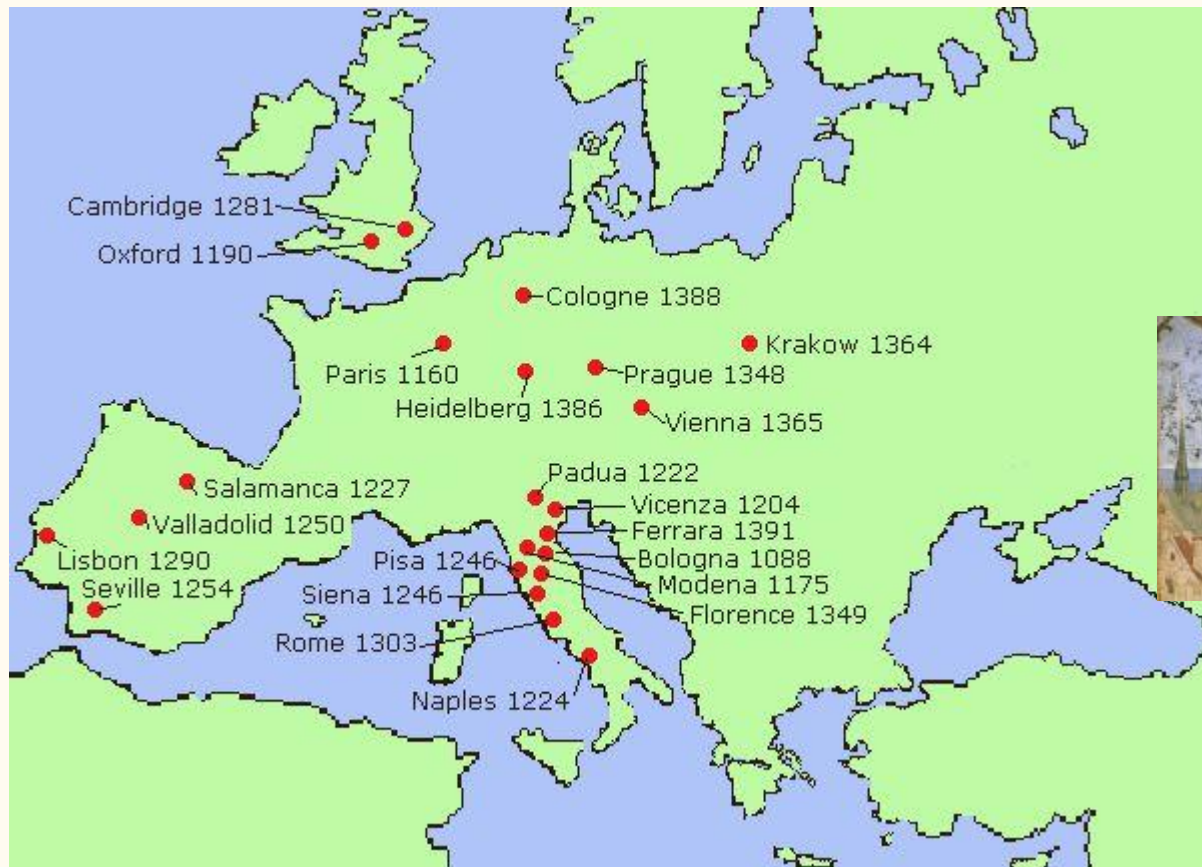 Cambridge 1281
Oxford 1190
Cologne 1388
Paris 1160
Krakow 1364
Heidelberg 1386
Prague 1348
Vienna 1365
Padua 1222
Salamanca 1227
Vicenza 1204
Valladolid 1250
Ferrara 1391
Lisbon 1290
Pisa 1246
Bologna 1088
Seville 1254
Siena 1246
Modena 1175
Florence 1349
Rome 1303
Naples 1224